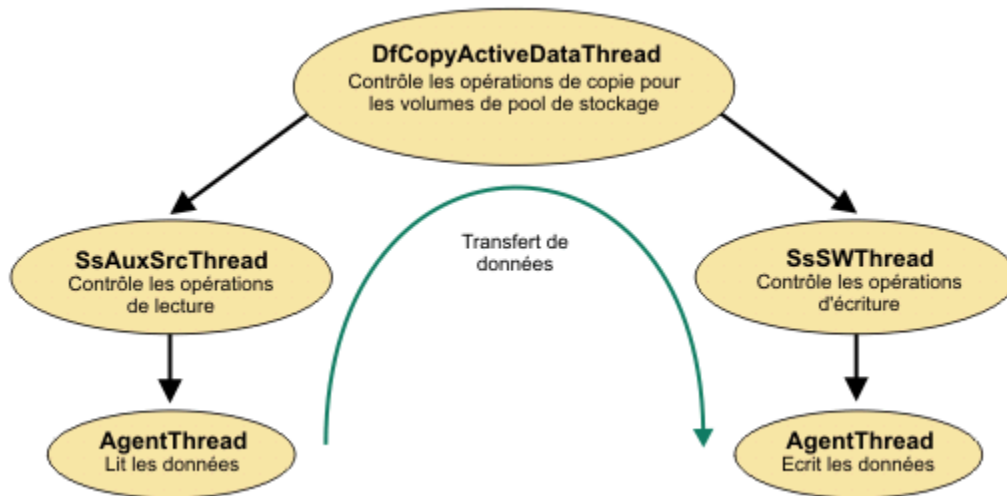 DfCopyActiveDataThread
Contrôle les opérations de copie pour
les volumes de pool de stockage
Transfert de
données
SsAuxSrcThread
Contrôle les opérations
de lecture
SsSWThread
Contrôle les opérations
d'écriture
AgentThread
Lit les données
AgentThread
Ecrit les données